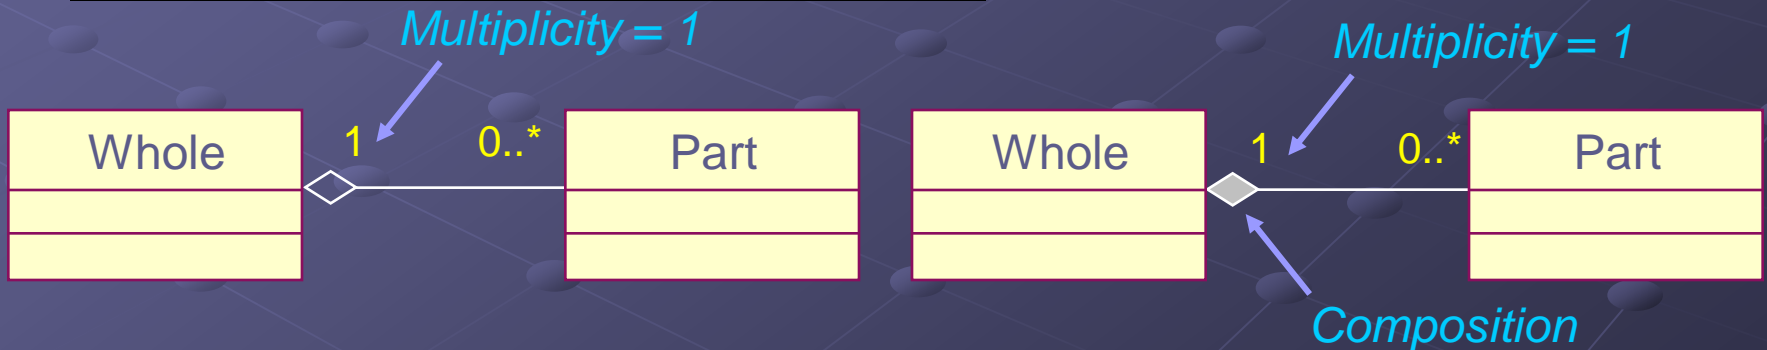 Multiplicity = 1
Whole
1
0..*
Part
Multiplicity = 1
Whole
1
0..*
Part
Composition